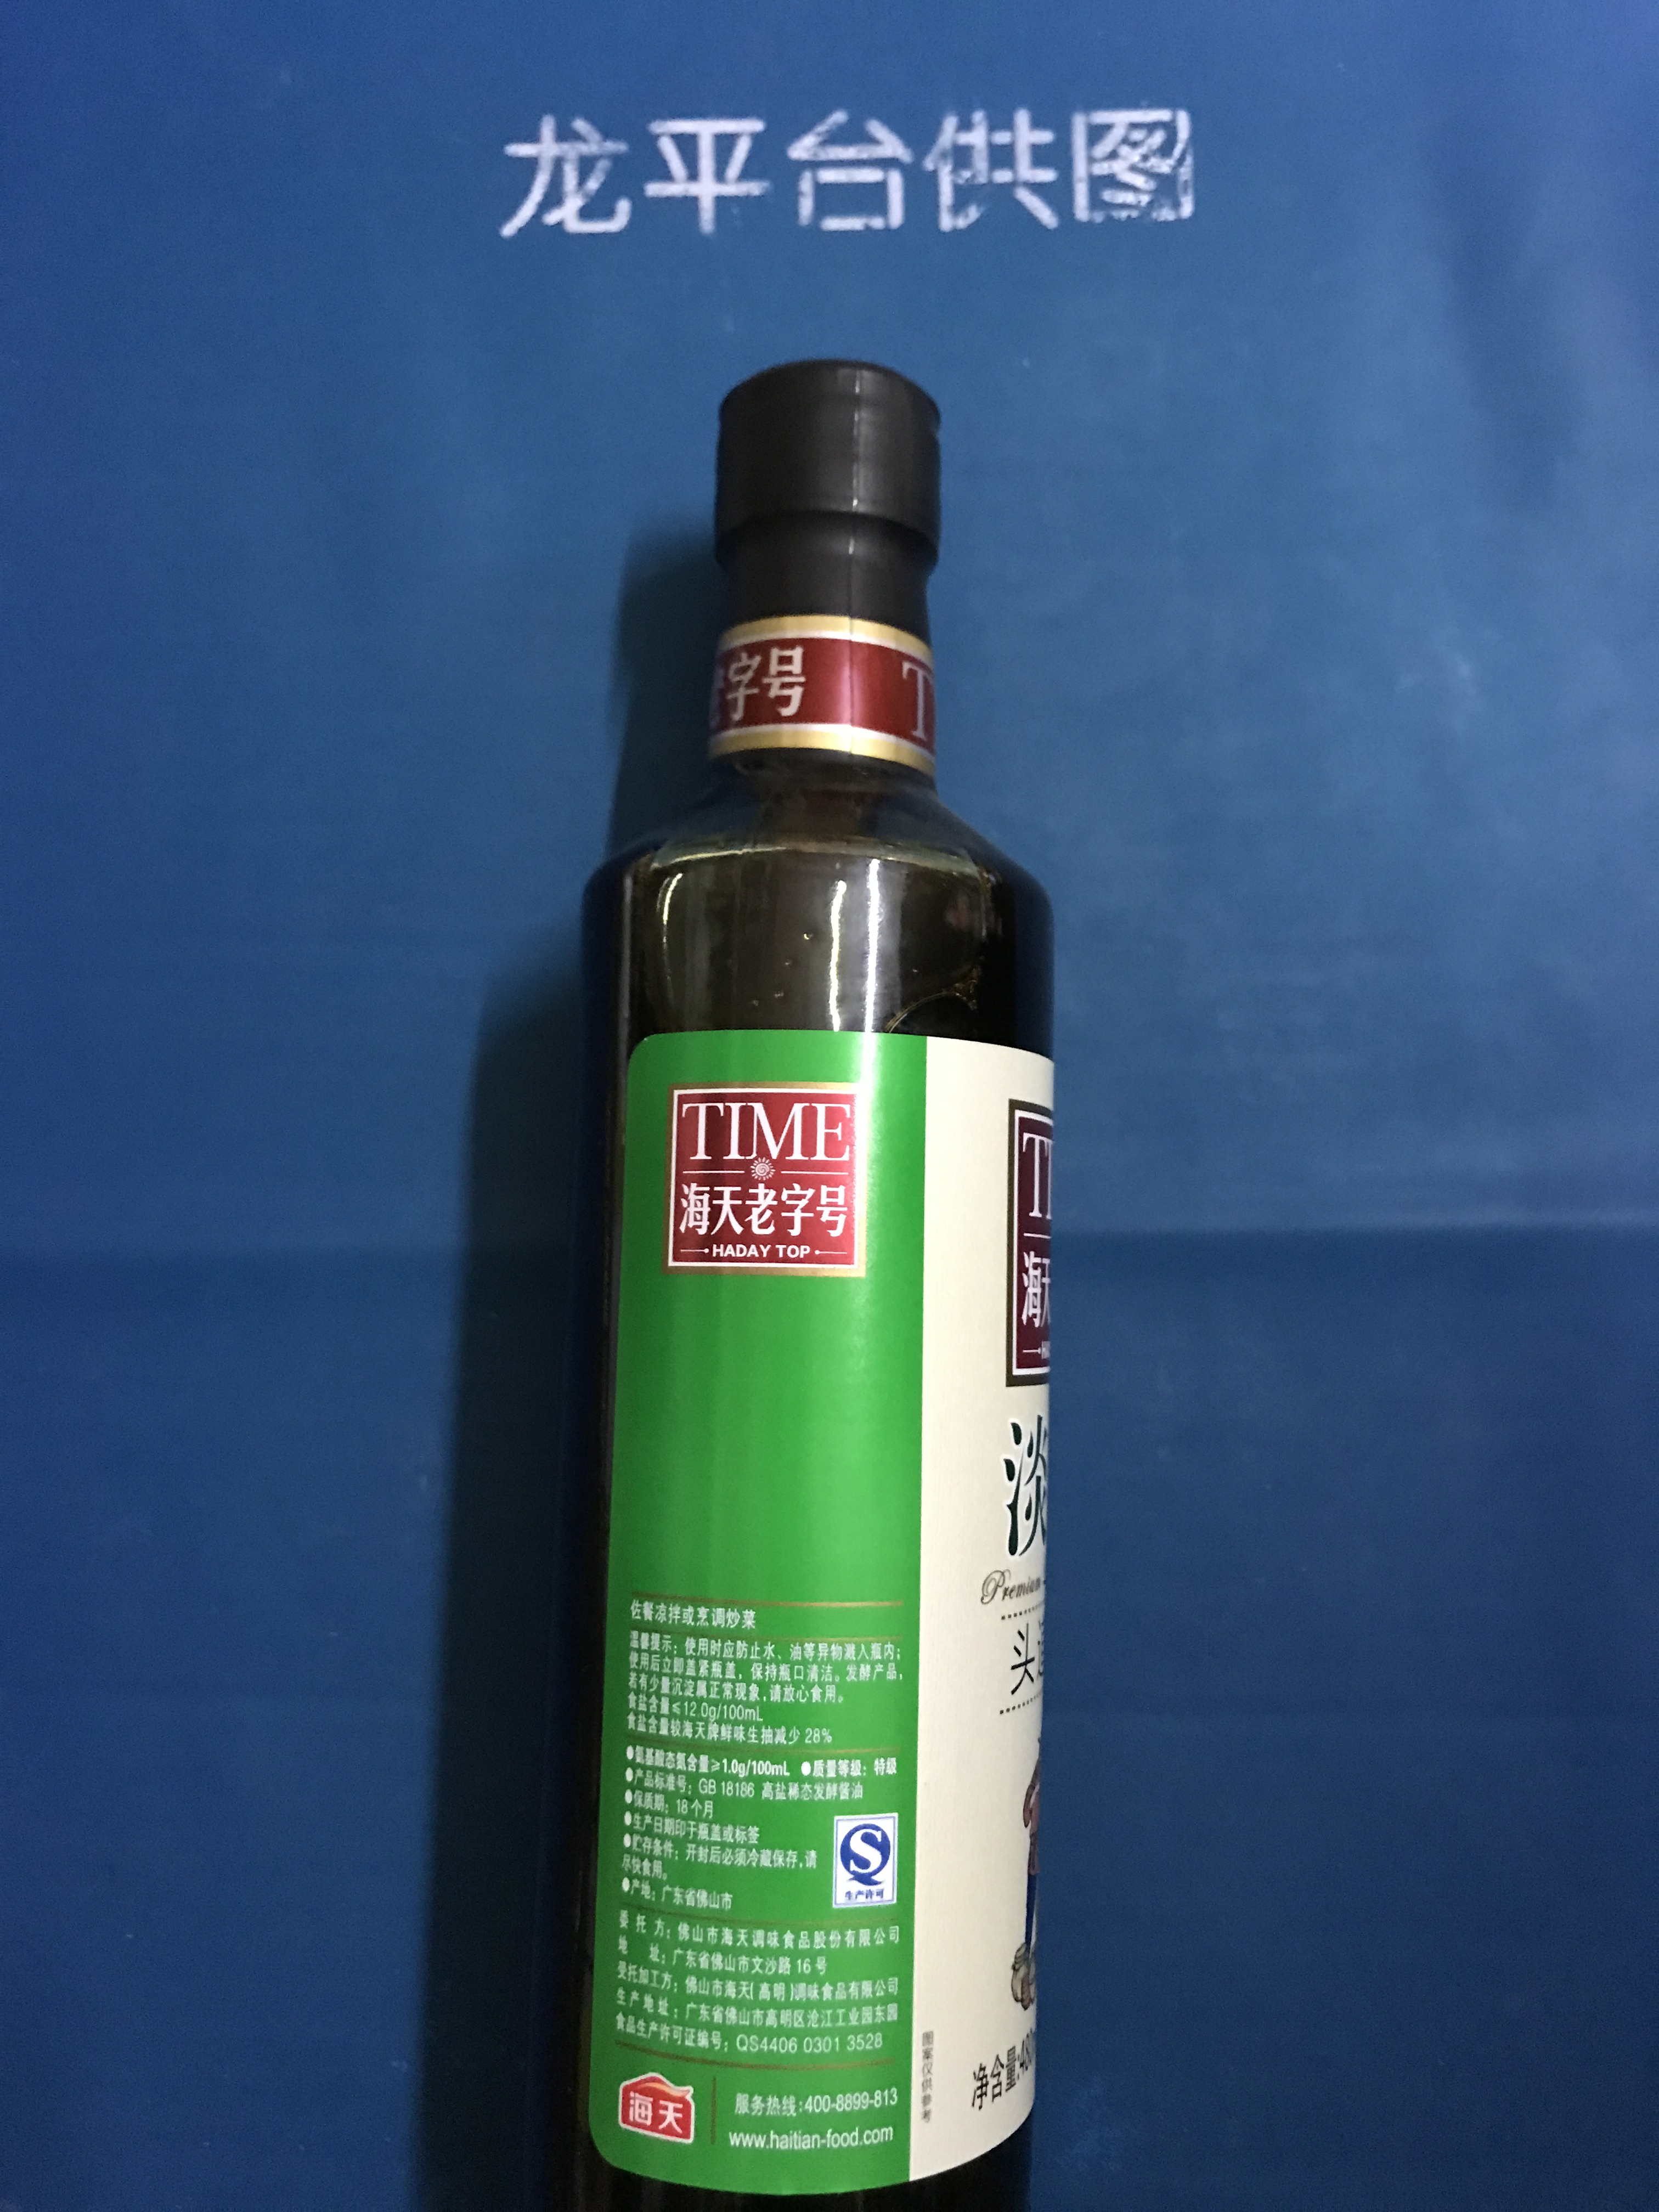 龙平台供图
字号
T
TIME
海天老字号
HADAY TOP
佐餐凉拌或烹调炒菜
温馨提示：使用时应防止水、油等异物溅入瓶内；
使用后立即盖紧瓶盖，保持瓶口清洁。发酵产品，
若有少量沉淀属正常现象，请放心食用。
食盐含量≤12.0g/100mL
食盐含量较海天牌鲜味生抽减少 28%
●氨基酸态氮含量≥1.0g/100mL ●质量等级：特级
●产品标准号：GB 18186 高盐稀态发酵酱油
●保质期：18个月
●生产日期印于瓶盖或标签
●贮存条件：开封后必须冷藏保存，请
尽快食用。
●产地：广东省佛山市
生产许可
委托方：佛山市海天调味食品股份有限公司
地址：广东省佛山市文沙路 16 号
受托加工方：佛山市海天(高明)调味食品有限公司
生产地址：广东省佛山市高明区沧江工业园东园
食品生产许可证编号：QS4406 0301 3528
海天
服务热线：400-8899-813
www.haitian-food.com
图案仅供参考
海天
淡
Premium
头道
净含量:480